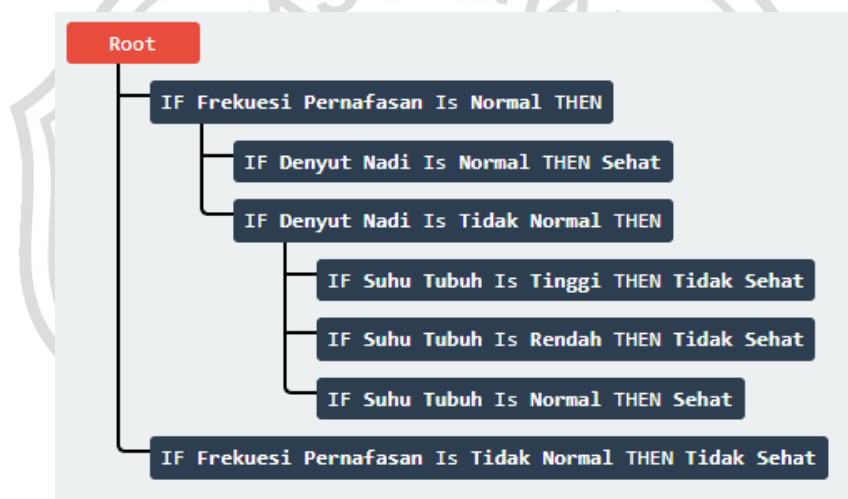 Root
IF Frekuesi Pernafasan Is Normal THEN
IF Denyut Nadi Is Normal THEN Sehat
IF Denyut Nadi Is Tidak Normal THEN
IF Suhu Tubuh Is Tinggi THEN Tidak Sehat
IF Suhu Tubuh Is Rendah THEN Tidak Sehat
IF Suhu Tubuh Is Normal THEN Sehat
IF Frekuesi Pernafasan Is Tidak Normal THEN Tidak Sehat